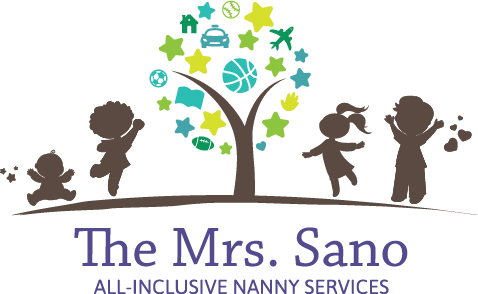 The Mrs. Sano
ALL-INCLUSIVE NANNY SERVICES